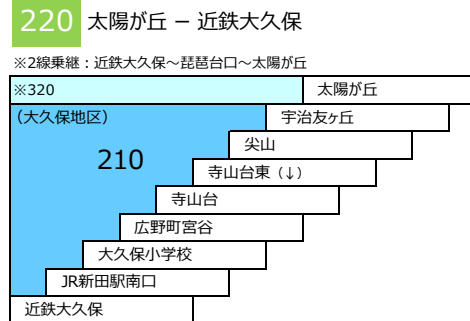 220 太陽が丘 − 近鉄大久保
※2線乗継：近鉄大久保～琵琶台口～太陽が丘
※320 太陽が丘
(大久保地区) 宇治友ヶ丘
尖山
210 寺山台東（↓）
寺山台
広野町宮谷
大久保小学校
JR新田駅南口
近鉄大久保